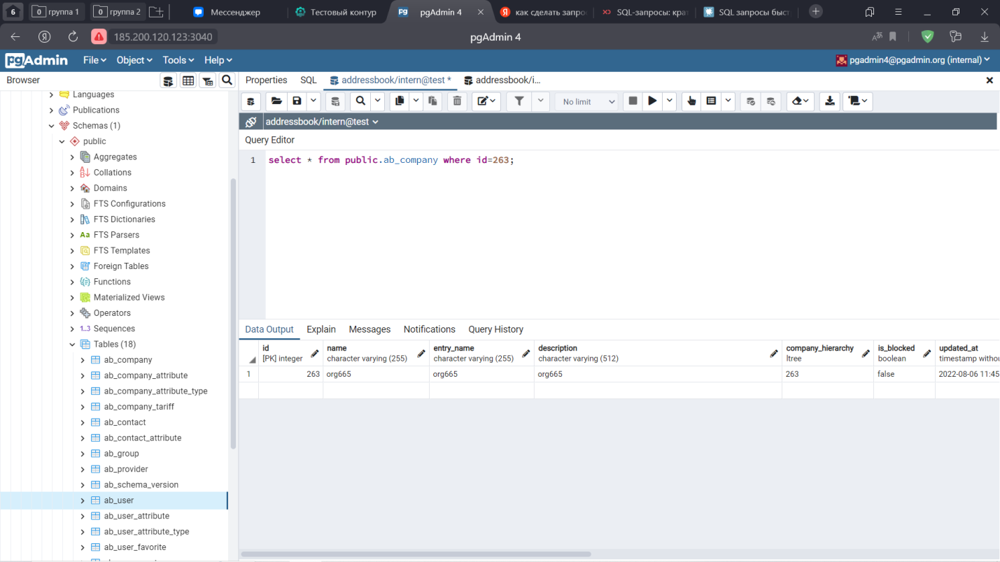 6
0 группа 1
0 группа 2
Мессенджер
Тестовый контур
pgAdmin 4
как сделать запро
SQL-запросы: кра
SQL запросы быст
185.200.120.123:3040
pgAdmin 4
pgAdmin
File
Object
Tools
Help
pgadmin4@pgadmin.org (internal)
Browser
Properties
SQL
addressbook/intern@test *
addressbook/i...
Languages
Publications
Schemas (1)
public
Aggregates
Collations
Domains
FTS Configurations
FTS Dictionaries
Aa FTS Parsers
FTS Templates
Foreign Tables
Functions
Materialized Views
Operators
1..3 Sequences
Tables (18)
ab_company
ab_company_attribute
ab_company_attribute_type
ab_company_tariff
ab_contact
ab_contact_attribute
ab_group
ab_provider
ab_schema_version
ab_user
ab_user_attribute
ab_user_attribute_type
ab_user_favorite
No limit
addressbook/intern@test
Query Editor
1 select * from public.ab_company where id=263;
Data Output
Explain
Messages
Notifications
Query History
id
[PK] integer
name
character varying (255)
entry_name
character varying (255)
description
character varying (512)
company_hierarchy
ltree
is_blocked
boolean
updated_at
timestamp withou
1 263 org665 org665 org665 263 false 2022-08-06 11:45